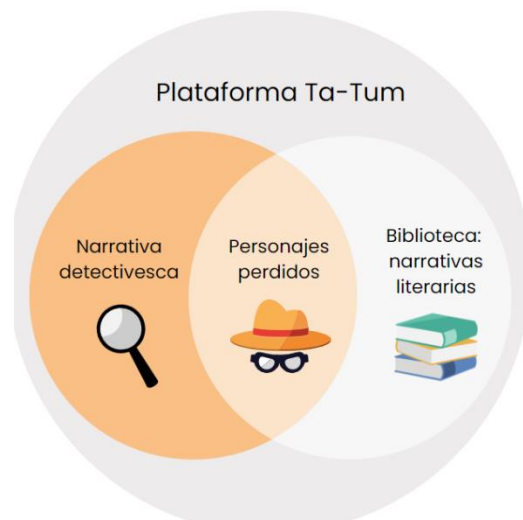 Plataforma Ta-Tum
Narrativa
detectivesca
Personajes
perdidos
Biblioteca:
narrativas
literarias